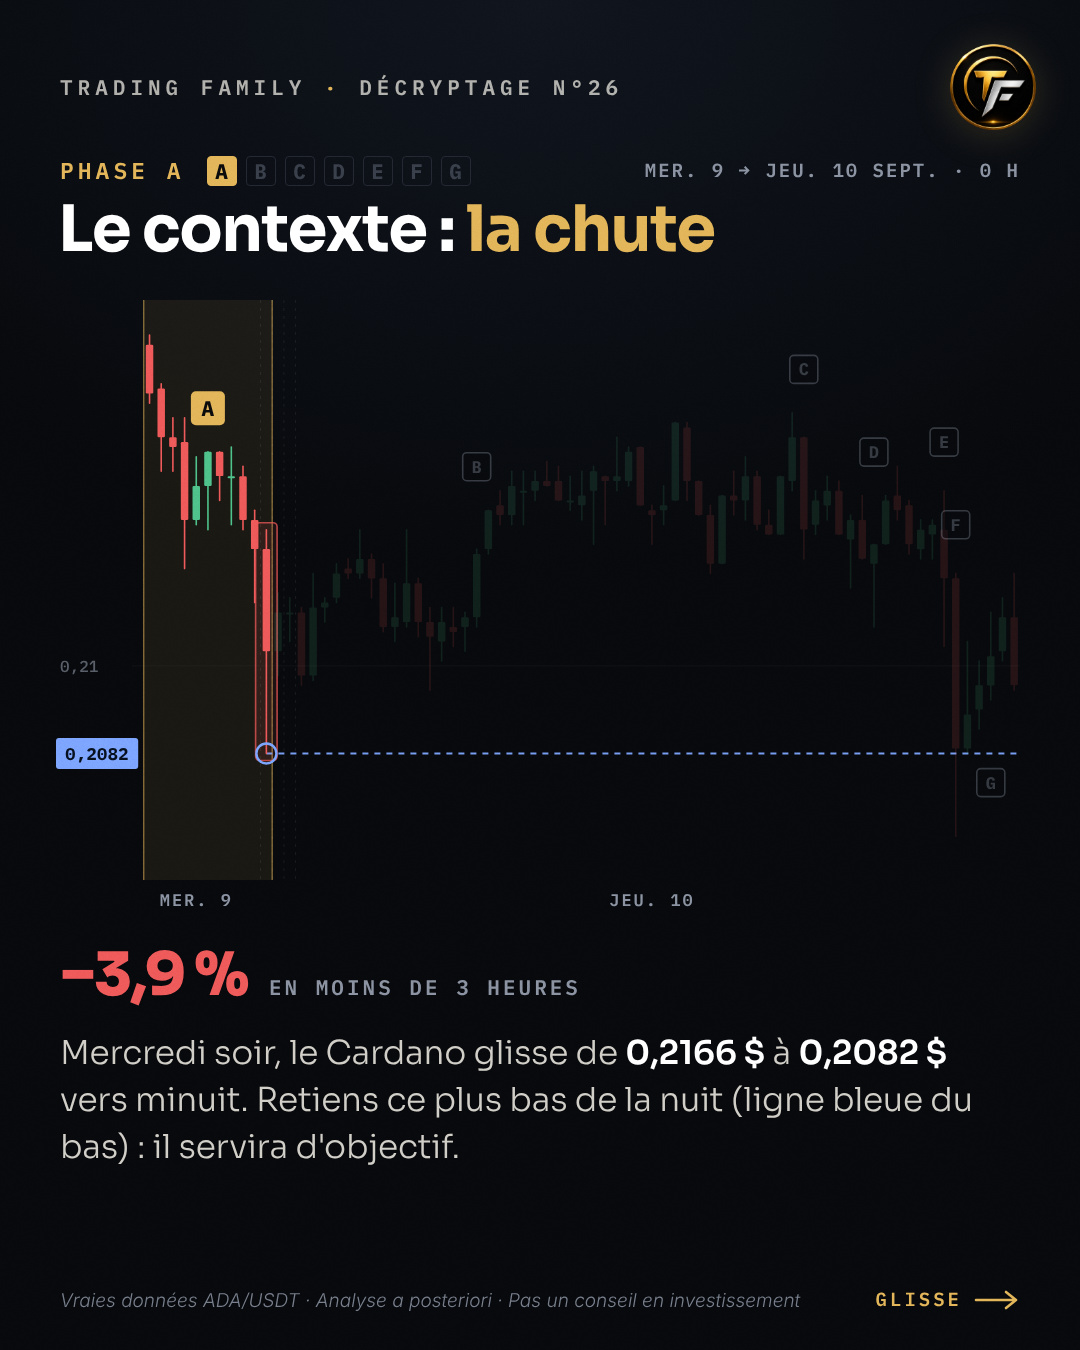 TRADING FAMILY · DÉCRYPTAGE N°26
TF
PHASE A A B C D E F G
MER. 9 → JEU. 10 SEPT. · 0 H
Le contexte : la chute
A
B
C
D
E
F
0,21
0,2082
G
MER. 9
JEU. 10
−3,9 % EN MOINS DE 3 HEURES
Mercredi soir, le Cardano glisse de 0,2166 $ à 0,2082 $
vers minuit. Retiens ce plus bas de la nuit (ligne bleue du
bas) : il servira d'objectif.
Vraies données ADA/USDT · Analyse a posteriori · Pas un conseil en investissement
GLISSE →